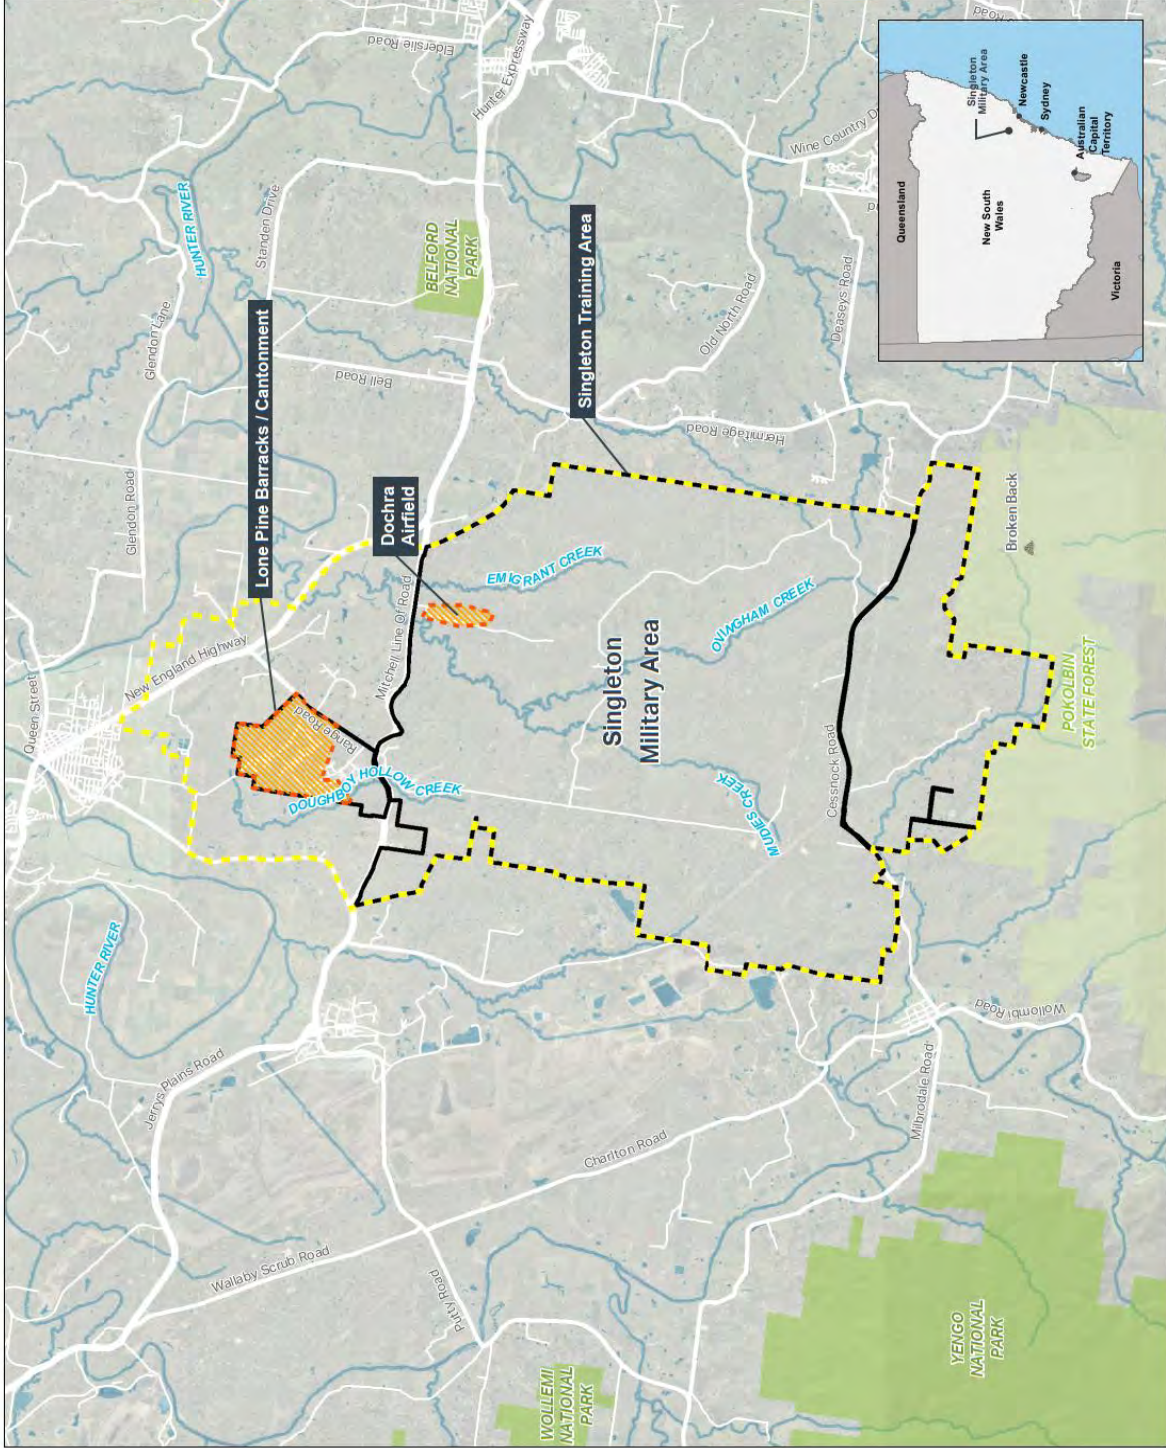 Elderslie Road
Hunter Expressway
Road
HUNTER RIVER
Standen Drive
BELFORD
NATIONAL
PARK
Wine Country D
Glendon Lane
Lone Pine Barracks / Cantonment
Bell Road
Singleton Training Area
Old North Road
Deaseys Road
Hermitage Road
Glendon Road
Dochra
Airfield
EMIGRANT CREEK
OVINGHAM CREEK
Broken Back
Queen Street
New England Highway
Mitchell Line Of Road
Range Road
DOUGHBOY HOLLOW CREEK
Singleton
Military Area
MUDIES CREEK
Cessnock Road
POKOLBIN
STATE FOREST
HUNTER RIVER
Jerrys Plains Road
Charlton Road
Milbrodale Road
Wollombi Road
Wallaby Scrub Road
Putty Road
WOLLEMI
NATIONAL
PARK
YENGO
NATIONAL
PARK
Queensland
New South
Wales
Victoria
Singleton
Military Area
Newcastle
Sydney
Australian
Capital
Territory